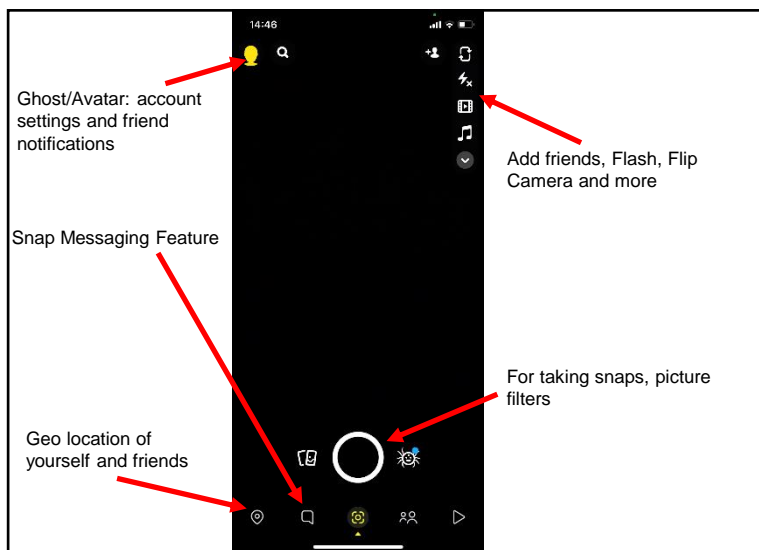 14:46
Ghost/Avatar: account
settings and friend
notifications
Add friends, Flash, Flip
Camera and more
Snap Messaging Feature
For taking snaps, picture
filters
Geo location of
yourself and friends